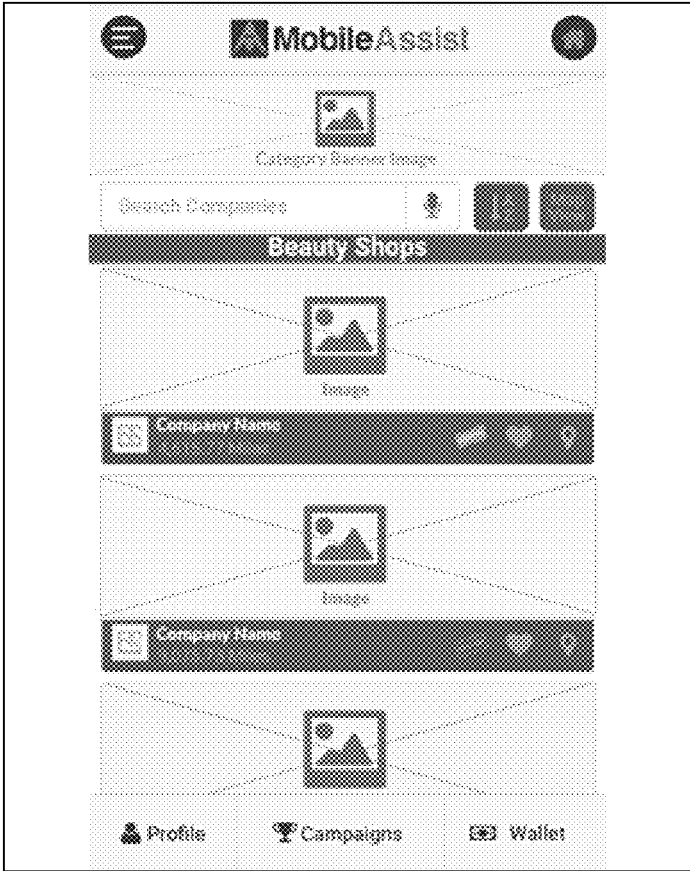 MobileAssist
Category Banner Image
Search Companies
Beauty Shops
Image
Company Name
Image
Company Name
Profile
Campaigns
Wallet